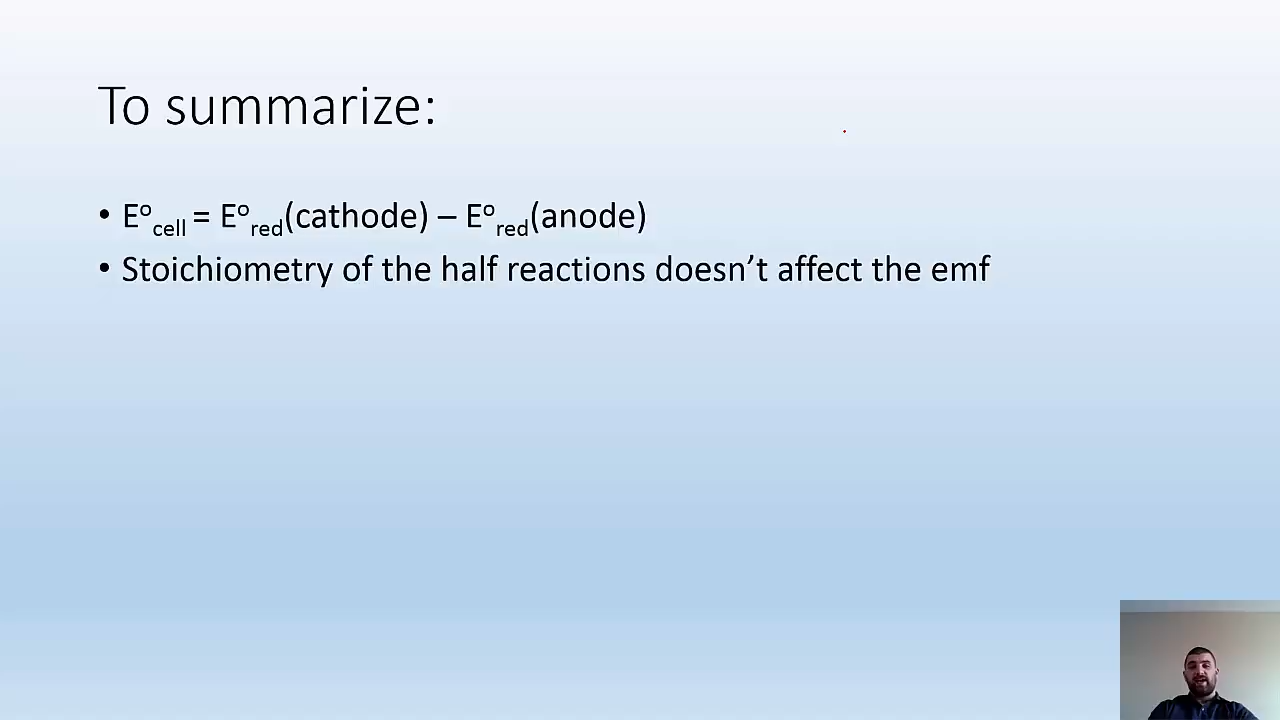 To summarize:
• E°cell = E°red(cathode) – E°red(anode)
• Stoichiometry of the half reactions doesn’t affect the emf